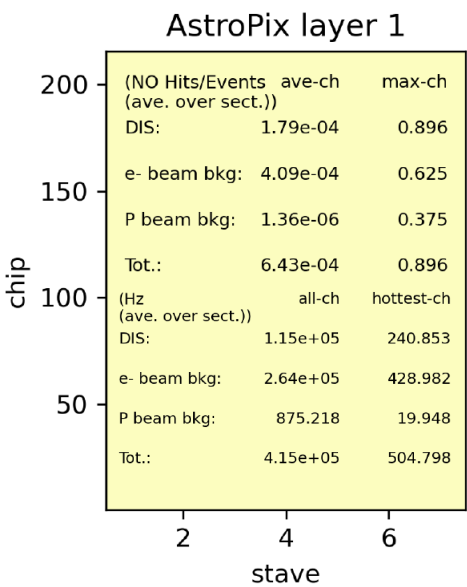 AstroPix layer 1
200
(NO Hits/Events ave-ch max-ch
(ave. over sect.))
DIS: 1.79e-04 0.896
e- beam bkg: 4.09e-04 0.625
150
P beam bkg: 1.36e-06 0.375
Tot.: 6.43e-04 0.896
chip
100
(Hz all-ch hottest-ch
(ave. over sect.))
DIS: 1.15e+05 240.853
e- beam bkg: 2.64e+05 428.982
50
P beam bkg: 875.218 19.948
Tot.: 4.15e+05 504.798
2 4 6
stave